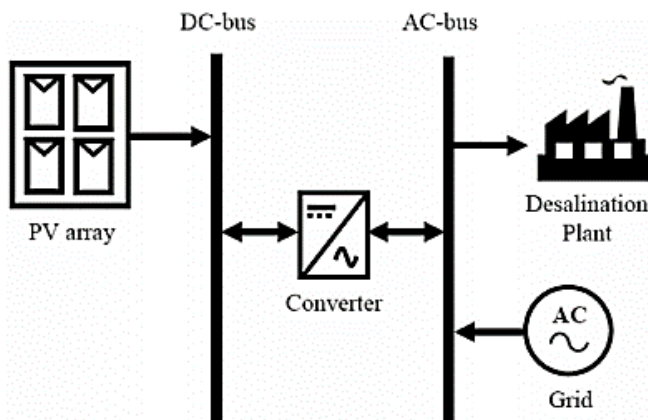 DC-bus
AC-bus
PV array
Converter
Desalination
Plant
AC
Grid